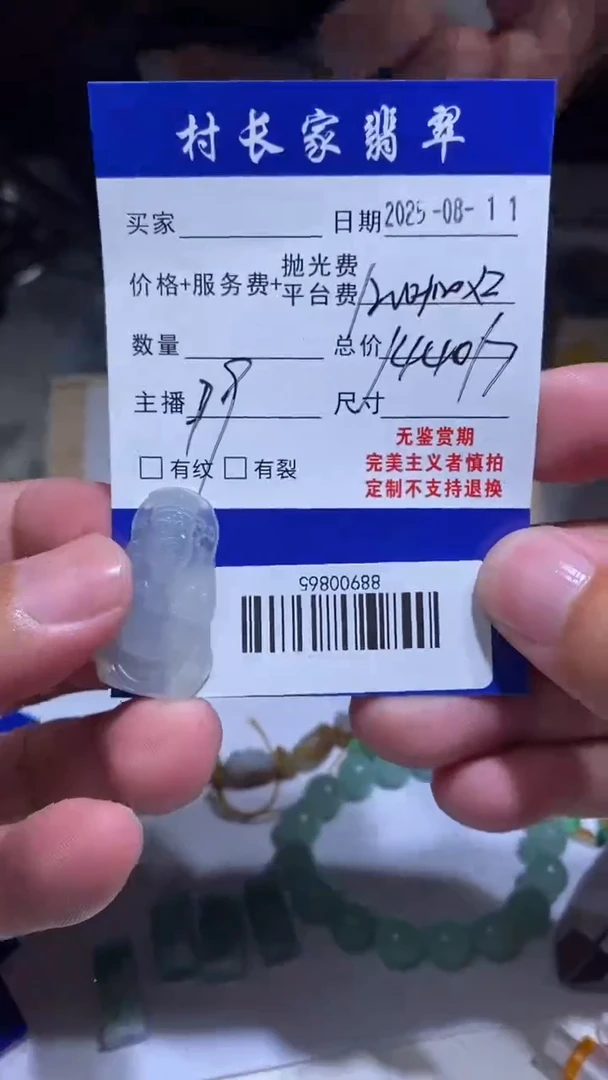 村长家翡翠
买家 日期 2025-08-11
价格+服务费+抛光费平台费
数量 总价 1440/
主播 尺寸
无鉴赏期
□有纹 □有裂 完美主义者慎拍
定制不支持退换
88900865